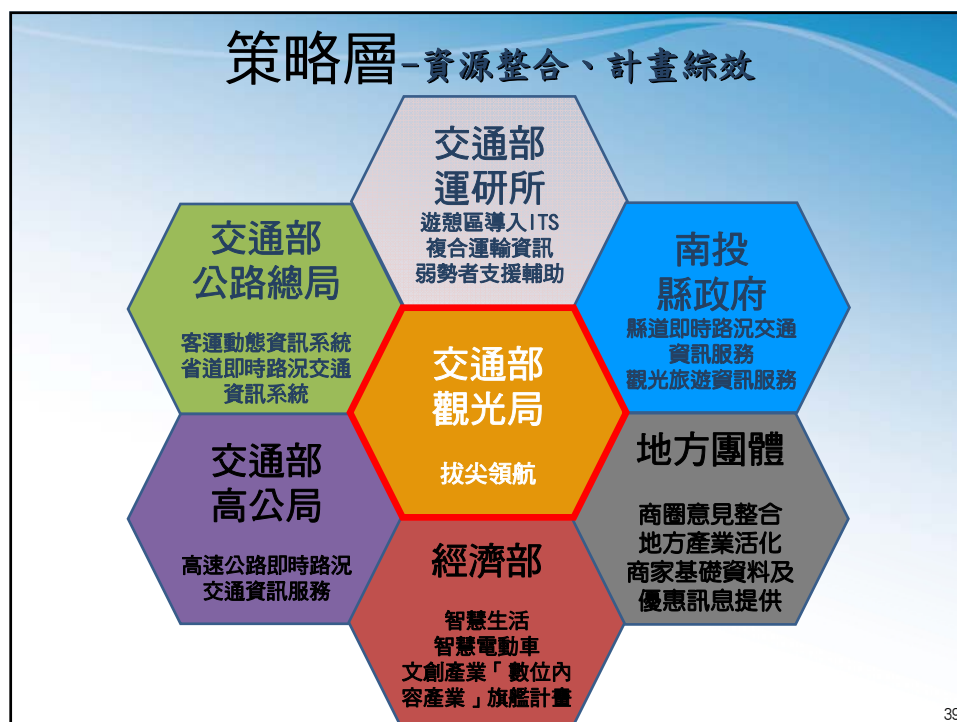 策略層-資源整合、計畫綜效
交通部
運研所
遊憩區導入ITS
複合運輸資訊
弱勢者支援輔助
交通部
公路總局
客運動態資訊系統
省道即時路況交通
資訊系統
南投
縣政府
縣道即時路況交通
資訊服務
觀光旅遊資訊服務
交通部
觀光局
拔尖領航
交通部
高公局
高速公路即時路況
交通資訊服務
地方團體
商圈意見整合
地方產業活化
商家基礎資料及
優惠訊息提供
經濟部
智慧生活
智慧電動車
文創產業「數位內
容產業」旗艦計畫
39